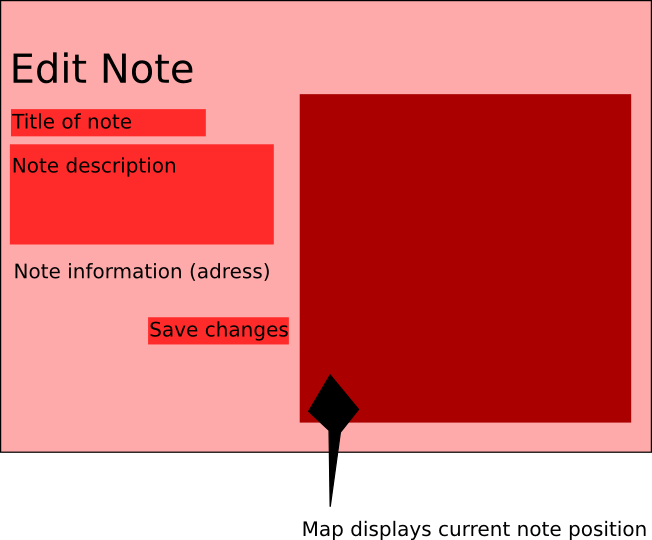 Edit Note
Title of note
Note description
Note information (adress)
Save changes
Map displays current note position